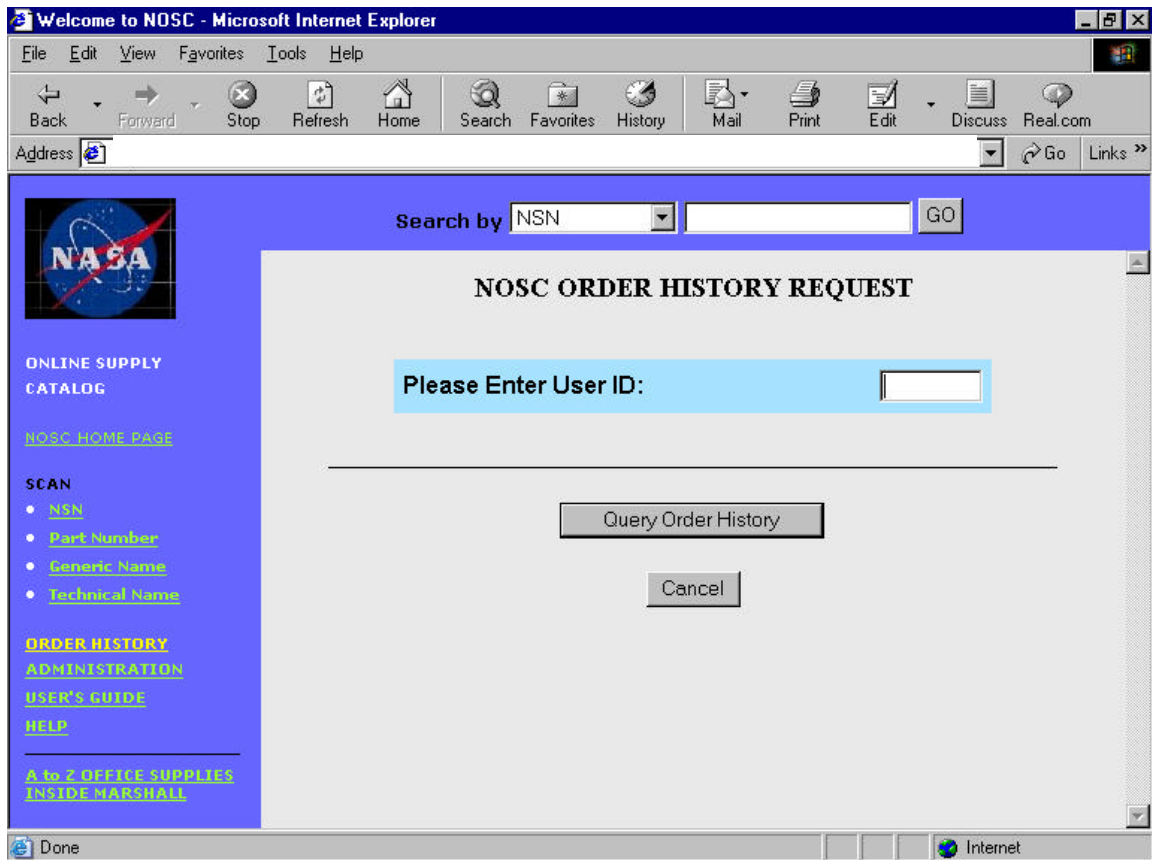 Welcome to NOSC - Microsoft Internet Explorer
File Edit View Favorites Tools Help
Back Forward Stop Refresh Home Search Favorites History Mail Print Edit Discuss Real.com
Address Go Links »
NASA
Search by NSN GO
NOSC ORDER HISTORY REQUEST
Please Enter User ID:
Query Order History
Cancel
ONLINE SUPPLY
CATALOG
NOSC HOME PAGE
SCAN
• NSN
• Part Number
• Generic Name
• Technical Name
ORDER HISTORY
ADMINISTRATION
USER'S GUIDE
HELP
A to Z OFFICE SUPPLIES
INSIDE MARSHALL
Done Internet